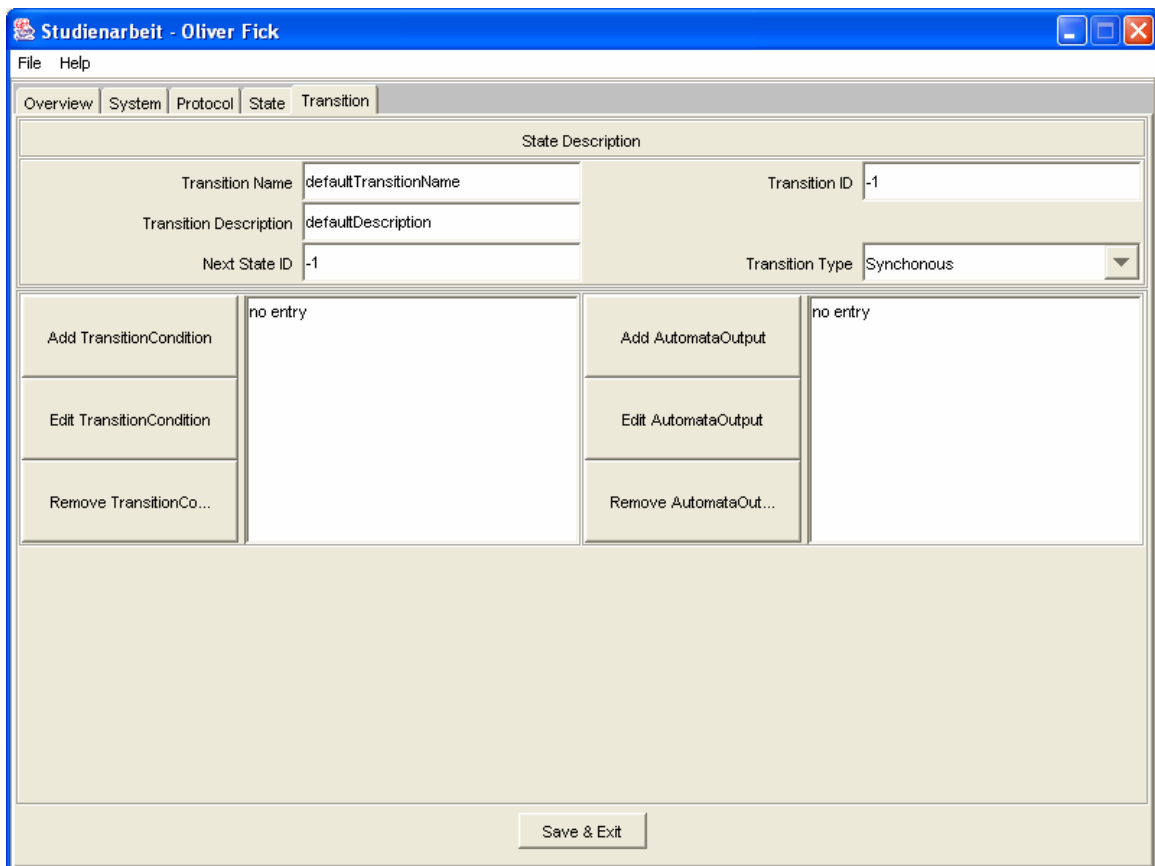 Studienarbeit - Oliver Fick
File Help
Overview System Protocol State Transition
State Description
Transition Name defaultTransitionName Transition ID -1
Transition Description defaultDescription
Next State ID -1 Transition Type Synchonous
Add TransitionCondition no entry Add AutomataOutput no entry
Edit TransitionCondition Edit AutomataOutput
Remove TransitionCo... Remove AutomataOut...
Save & Exit